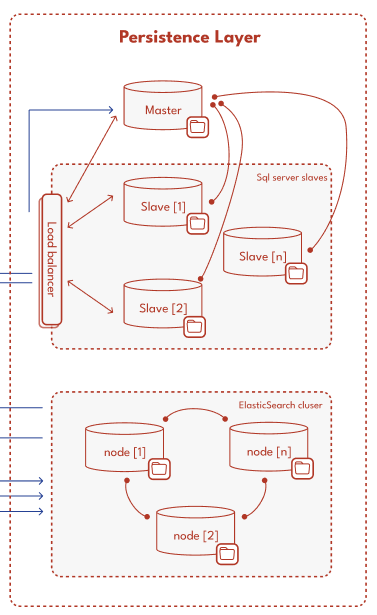 Persistence Layer
Master
Sql server slaves
Slave [1]
Load balancer
Slave [n]
Slave [2]
ElasticSearch cluser
node [1]
node [n]
node [2]